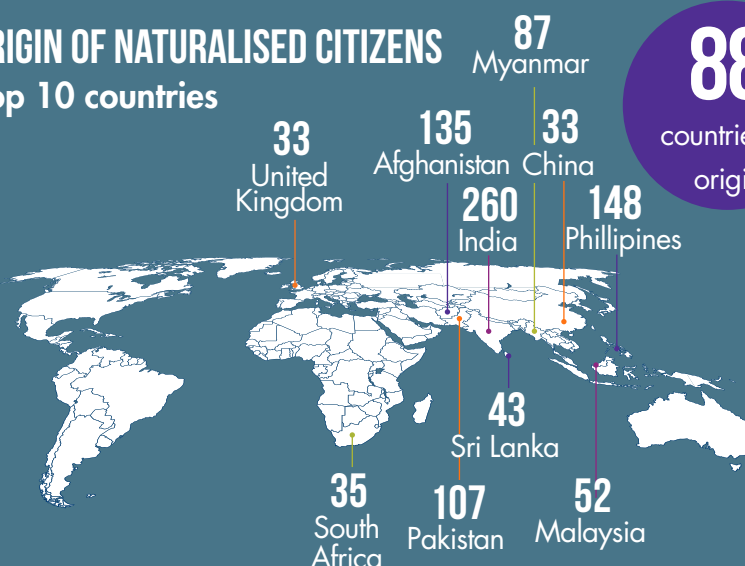 RIGIN OF NATURALISED CITIZENS
op 10 countries
87
Myanmar
88
countrie
origi
33
United
Kingdom
135
Afghanistan
33
China
260
India
148
Phillipines
43
Sri Lanka
35
South
Africa
107
Pakistan
52
Malaysia